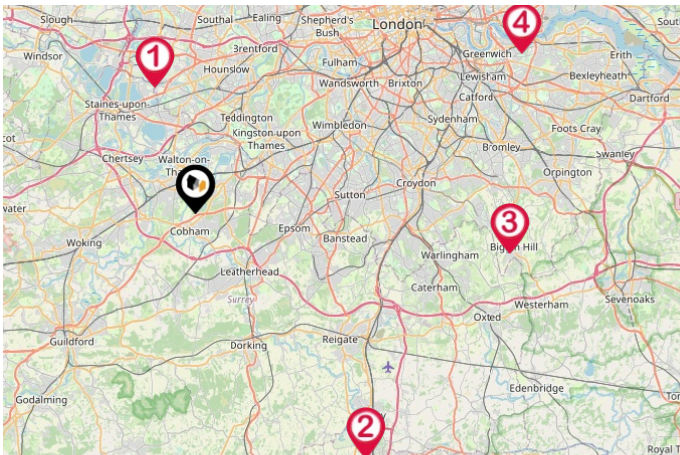 Slough
Southal
Ealing
Shepherd's
Bush
London
4
South
Windsor
1
Brentford
Fulham
Greenwich
Erith
Hounslow
Wandsworth
Brixton
Lewisham
Bexleyheath
Staines-upon-
Thames
Catford
Dartford
Teddington
Kingston upon
Thames
Wimbledon
Sydenham
Foots Cray
Chertsey
Walton-on-
Bromley
Swanley
Orpington
Croydon
Sutton
water
3
Cobham
Epsom
Banstead
Woking
Warlingham
Leatherhead
Caterham
Surrey
Westerham
Sevenoaks
Oxted
Guildford
Dorking
Reigate
Edenbridge
Godalming
2
Royal T